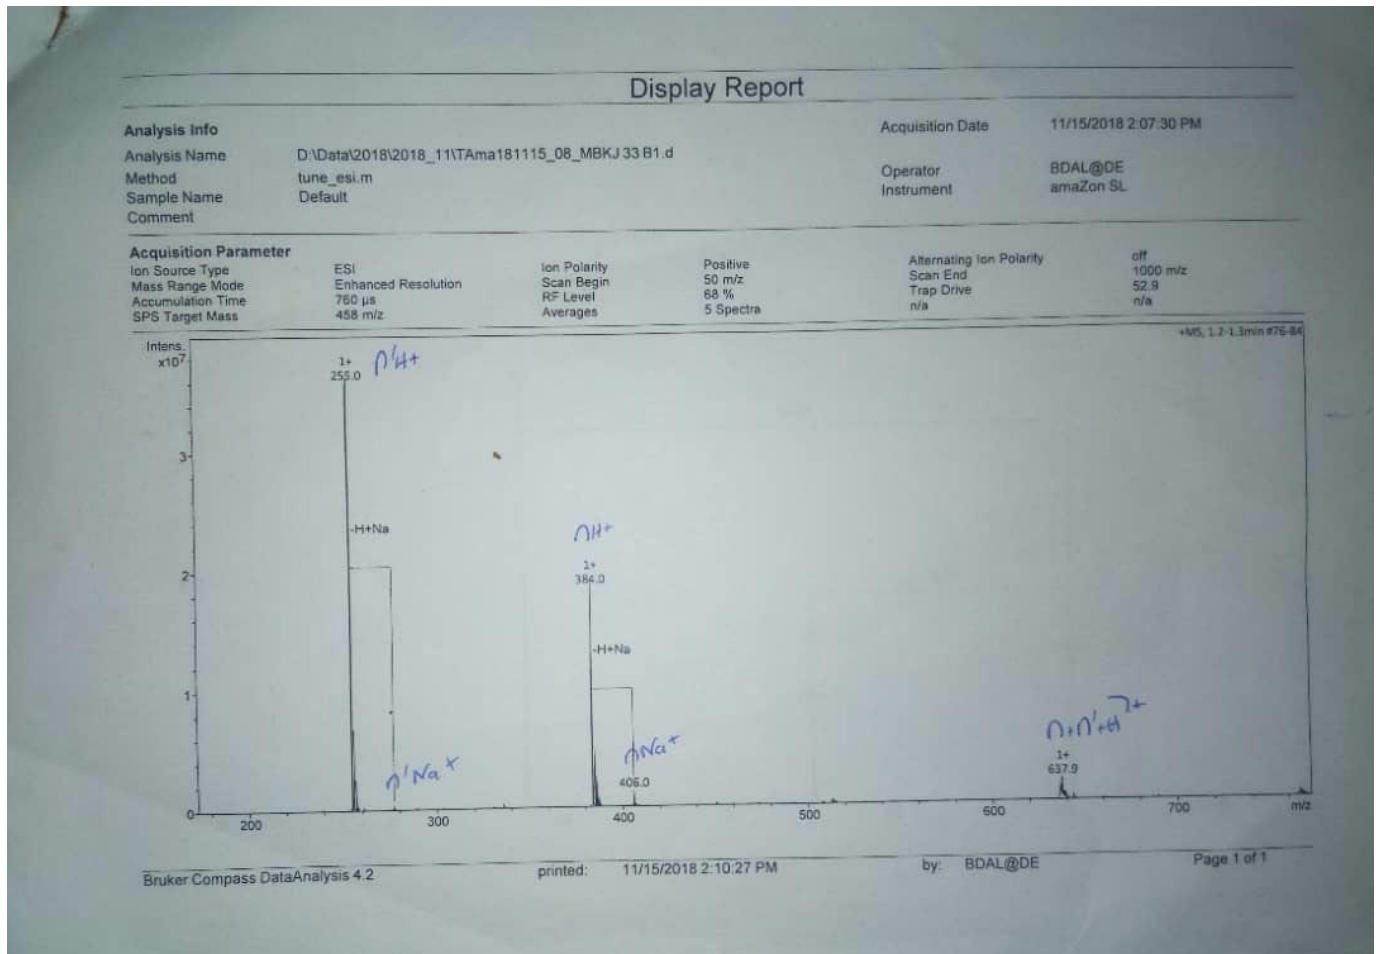 Display Report
Analysis Info
Acquisition Date 11/15/2018 2:07:30 PM
Analysis Name D:\Data\2018\2018_11\TAma181115_08_MBKJ 33 B1.d
Method tune_esi.m
Operator BDAL@DE
Sample Name Default
Instrument amaZon SL
Comment
Acquisition Parameter
Ion Source Type ESI Ion Polarity Positive Alternating Ion Polarity off
Mass Range Mode Enhanced Resolution Scan Begin 50 m/z Scan End 1000 m/z
Accumulation Time 760 µs RF Level 68 % Trap Drive 52.9
SPS Target Mass 458 m/z Averages 5 Spectra n/a n/a
Intens.
x10⁷
+MS, 1.2-1.3min #76-84
1+
255.0
3
-H+Na
1+
384.0
2
-H+Na
1
406.0
1+
637.9
0
200 300 400 500 600 700 m/z
Bruker Compass DataAnalysis 4.2 printed: 11/15/2018 2:10:27 PM by: BDAL@DE Page 1 of 1